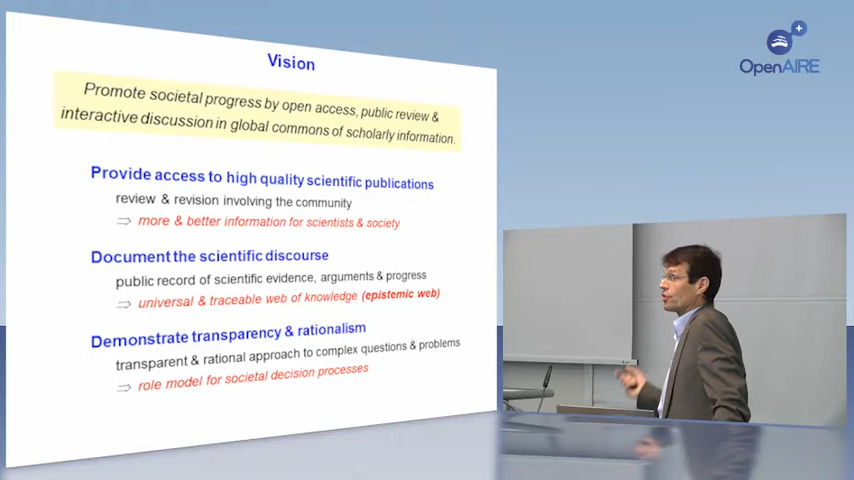 Vision
Promote societal progress by open access, public review &
interactive discussion in global commons of scholarly information.
Provide access to high quality scientific publications
review & revision involving the community
⇒ more & better information for scientists & society
Document the scientific discourse
public record of scientific evidence, arguments & progress
⇒ universal & traceable web of knowledge (epistemic web)
Demonstrate transparency & rationalism
transparent & rational approach to complex questions & problems
⇒ role model for societal decision processes
OpenAIRE